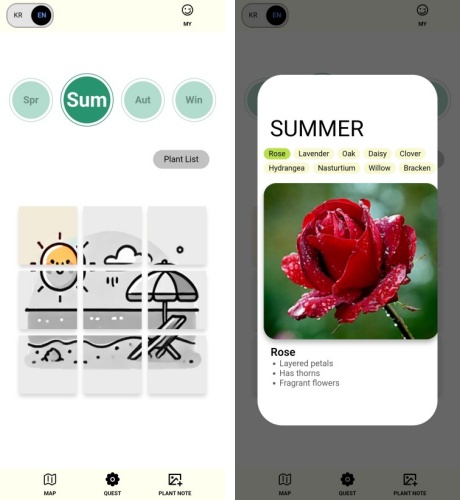 KR EN
MY
Spr Sum Aut Win
Plant List
MAP QUEST PLANT NOTE
KR EN
MY
SUMMER
Rose Lavender Oak Daisy Clover
Hydrangea Nasturtium Willow Bracken
Rose
• Layered petals
• Has thorns
• Fragrant flowers
MAP QUEST PLANT NOTE